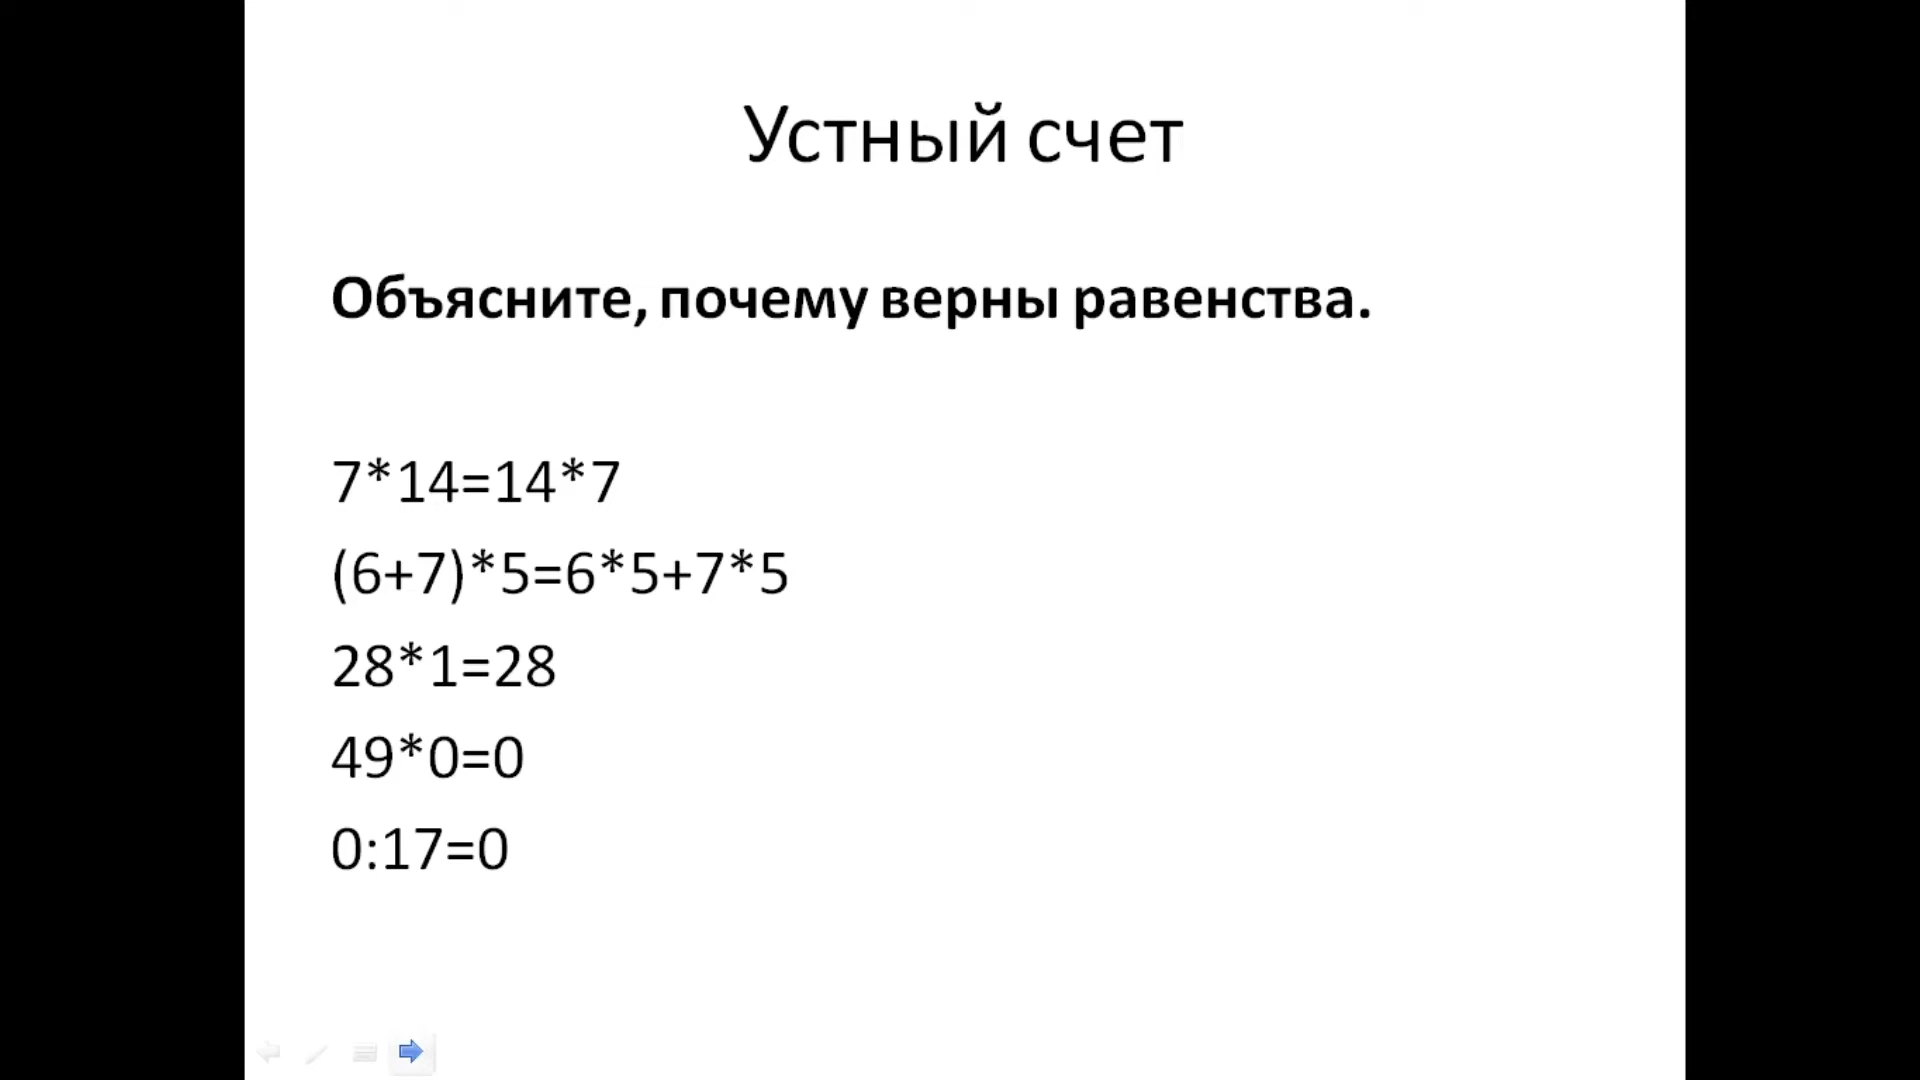 Устный счет
Объясните, почему верны равенства.
7*14=14*7
(6+7)*5=6*5+7*5
28*1=28
49*0=0
0:17=0